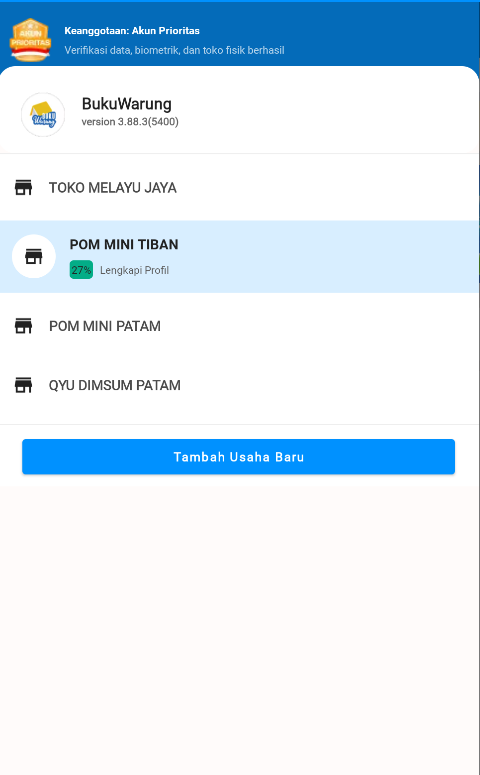 AKUN
PRIORITAS
Keanggotaan: Akun Prioritas
Verifikasi data, biometrik, dan toko fisik berhasil
Warung
BukuWarung
version 3.88.3(5400)
TOKO MELAYU JAYA
POM MINI TIBAN
27% Lengkapi Profil
POM MINI PATAM
QYU DIMSUM PATAM
Tambah Usaha Baru